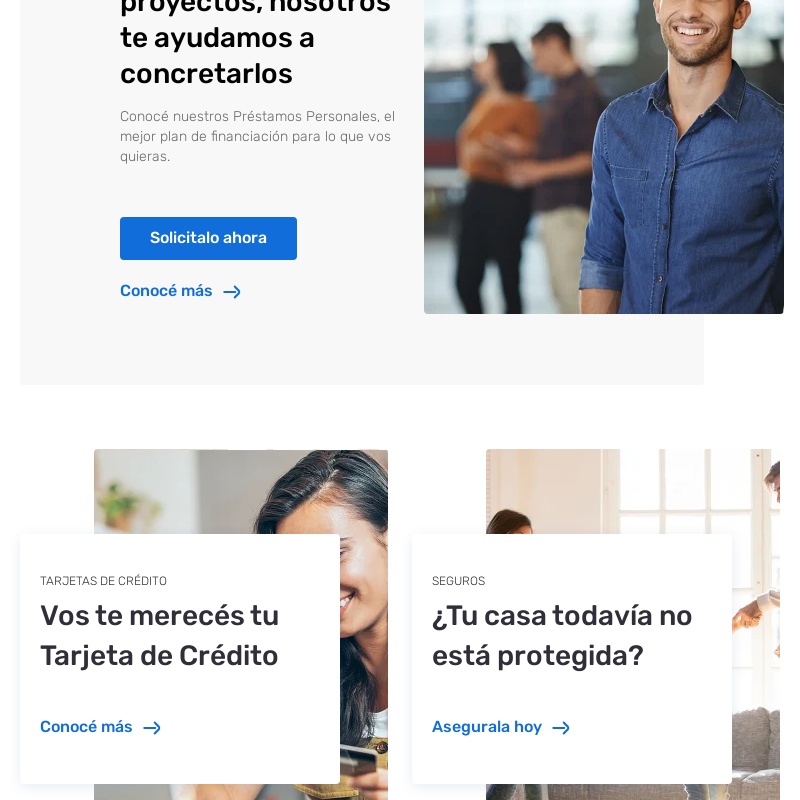 proyectos, nosotros
te ayudamos a
concretarlos
Conocé nuestros Préstamos Personales, el
mejor plan de financiación para lo que vos
quieras.
Solicitalo ahora
Conocé más
TARJETAS DE CRÉDITO
Vos te merecés tu
Tarjeta de Crédito
Conocé más
SEGUROS
¿Tu casa todavía no
está protegida?
Asegurala hoy